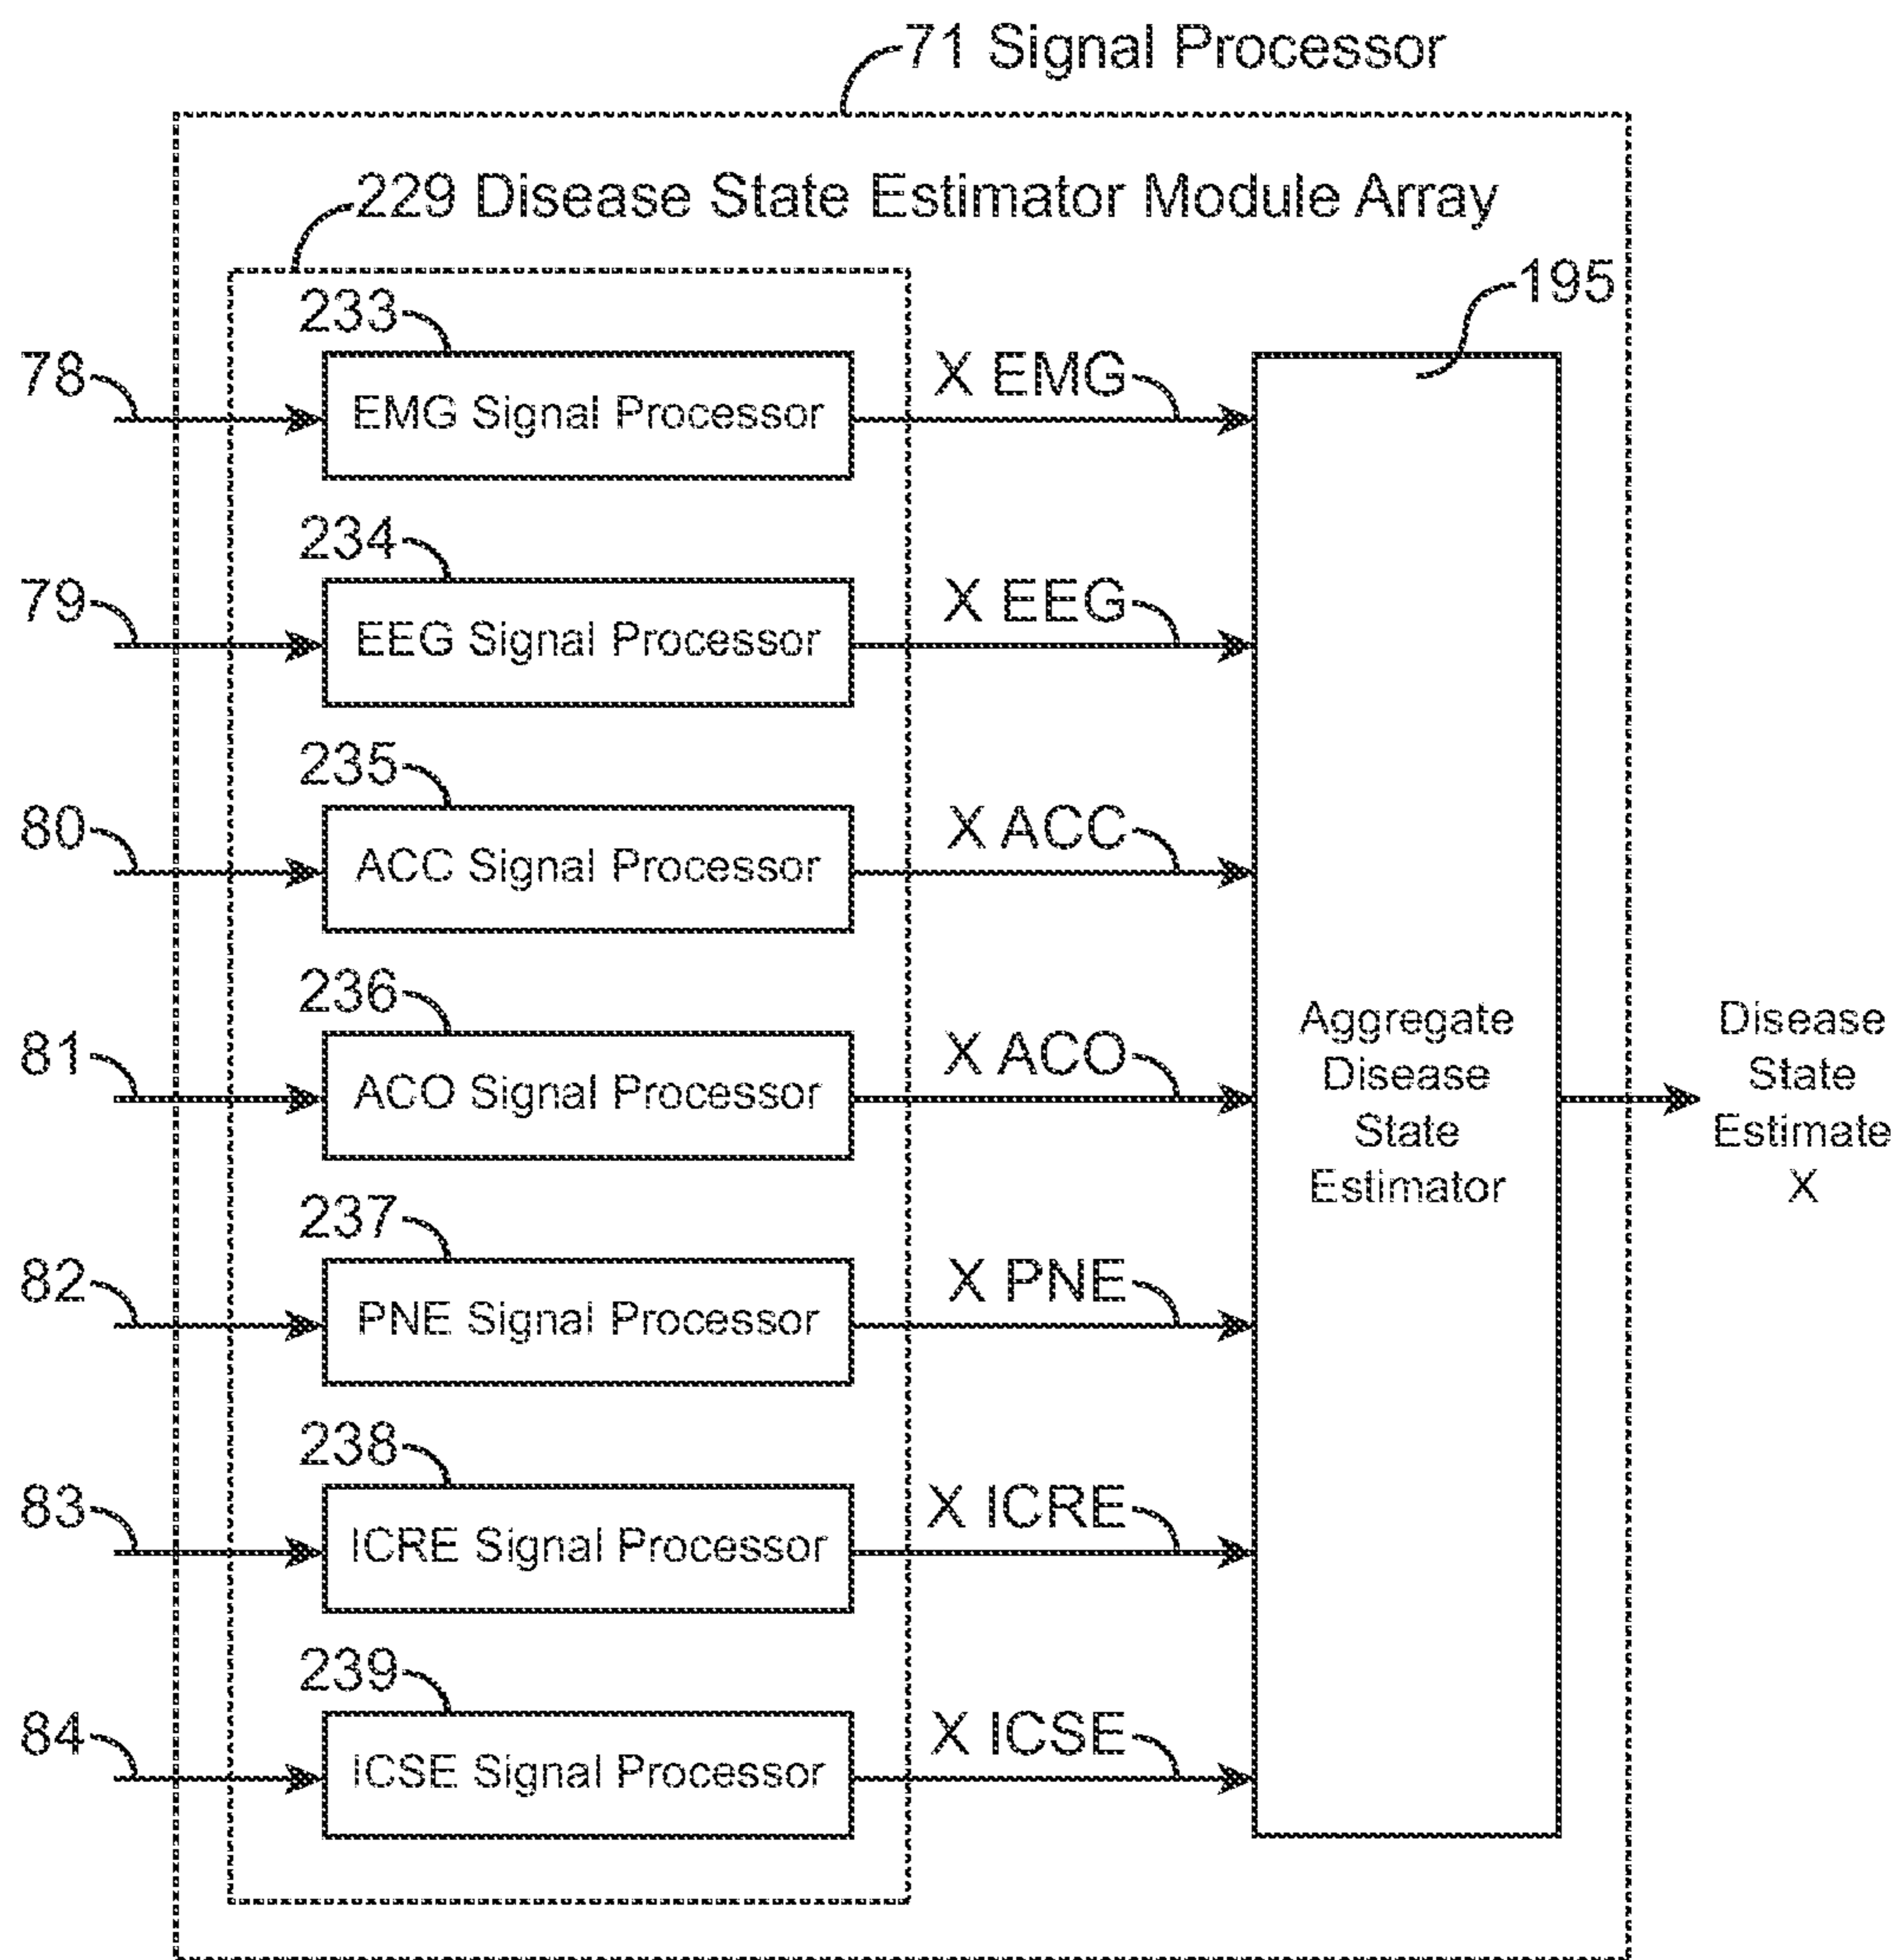 71 Signal Processor
229 Disease State Estimator Module Array
195
233
78
EMG Signal Processor
X EMG
234
79
EEG Signal Processor
X EEG
235
80
ACC Signal Processor
X ACC
236
81
ACO Signal Processor
X ACO
Aggregate
Disease
State
Estimator
Disease
State
Estimate
X
237
82
PNE Signal Processor
X PNE
238
83
ICRE Signal Processor
X ICRE
239
84
ICSE Signal Processor
X ICSE